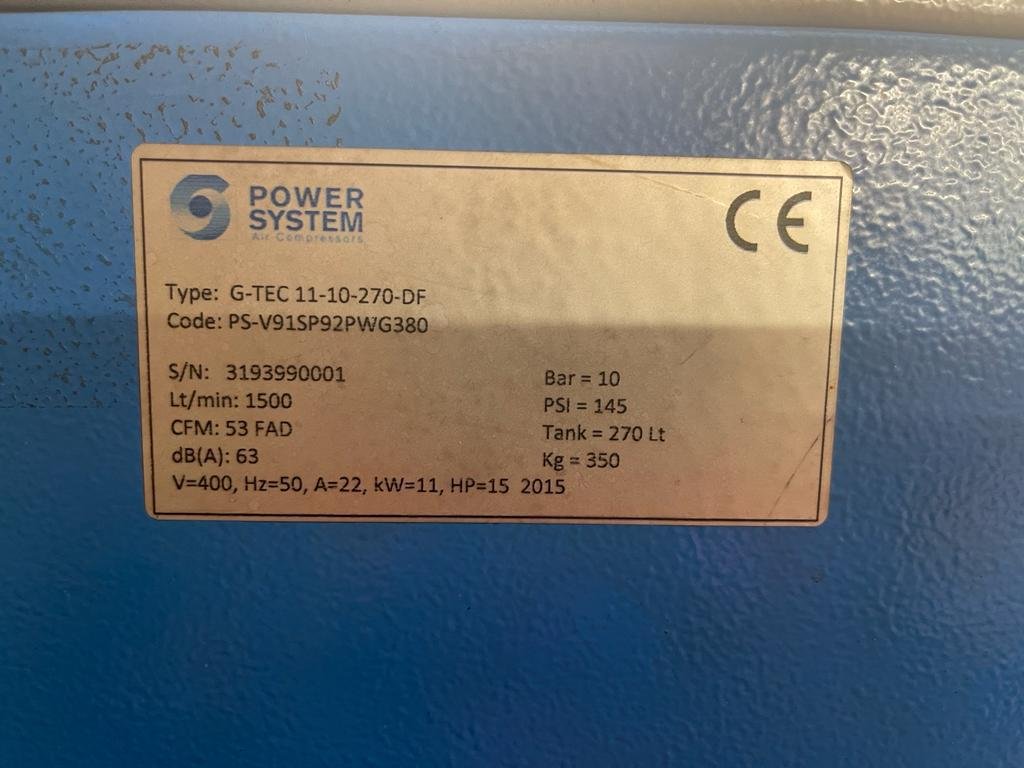 POWER
SYSTEM
Air Compressors
CE
Type: G-TEC 11-10-270-DF
Code: PS-V91SP92PWG380
S/N: 3193990001
Lt/min: 1500
CFM: 53 FAD
dB(A): 63
Bar = 10
PSI = 145
Tank = 270 Lt
Kg = 350
V=400, Hz=50, A=22, kW=11, HP=15 2015